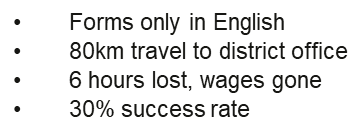 • Forms only in English
• 80km travel to district office
• 6 hours lost, wages gone
• 30% success rate